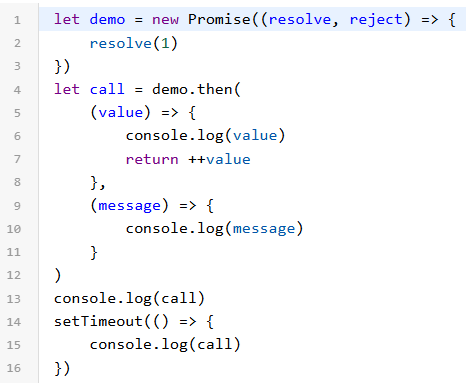 1 let demo = new Promise((resolve, reject) => {
2     resolve(1)
3 })
4 let call = demo.then(
5     (value) => {
6         console.log(value)
7         return ++value
8     },
9     (message) => {
10         console.log(message)
11     }
12 )
13 console.log(call)
14 setTimeout(() => {
15     console.log(call)
16 })